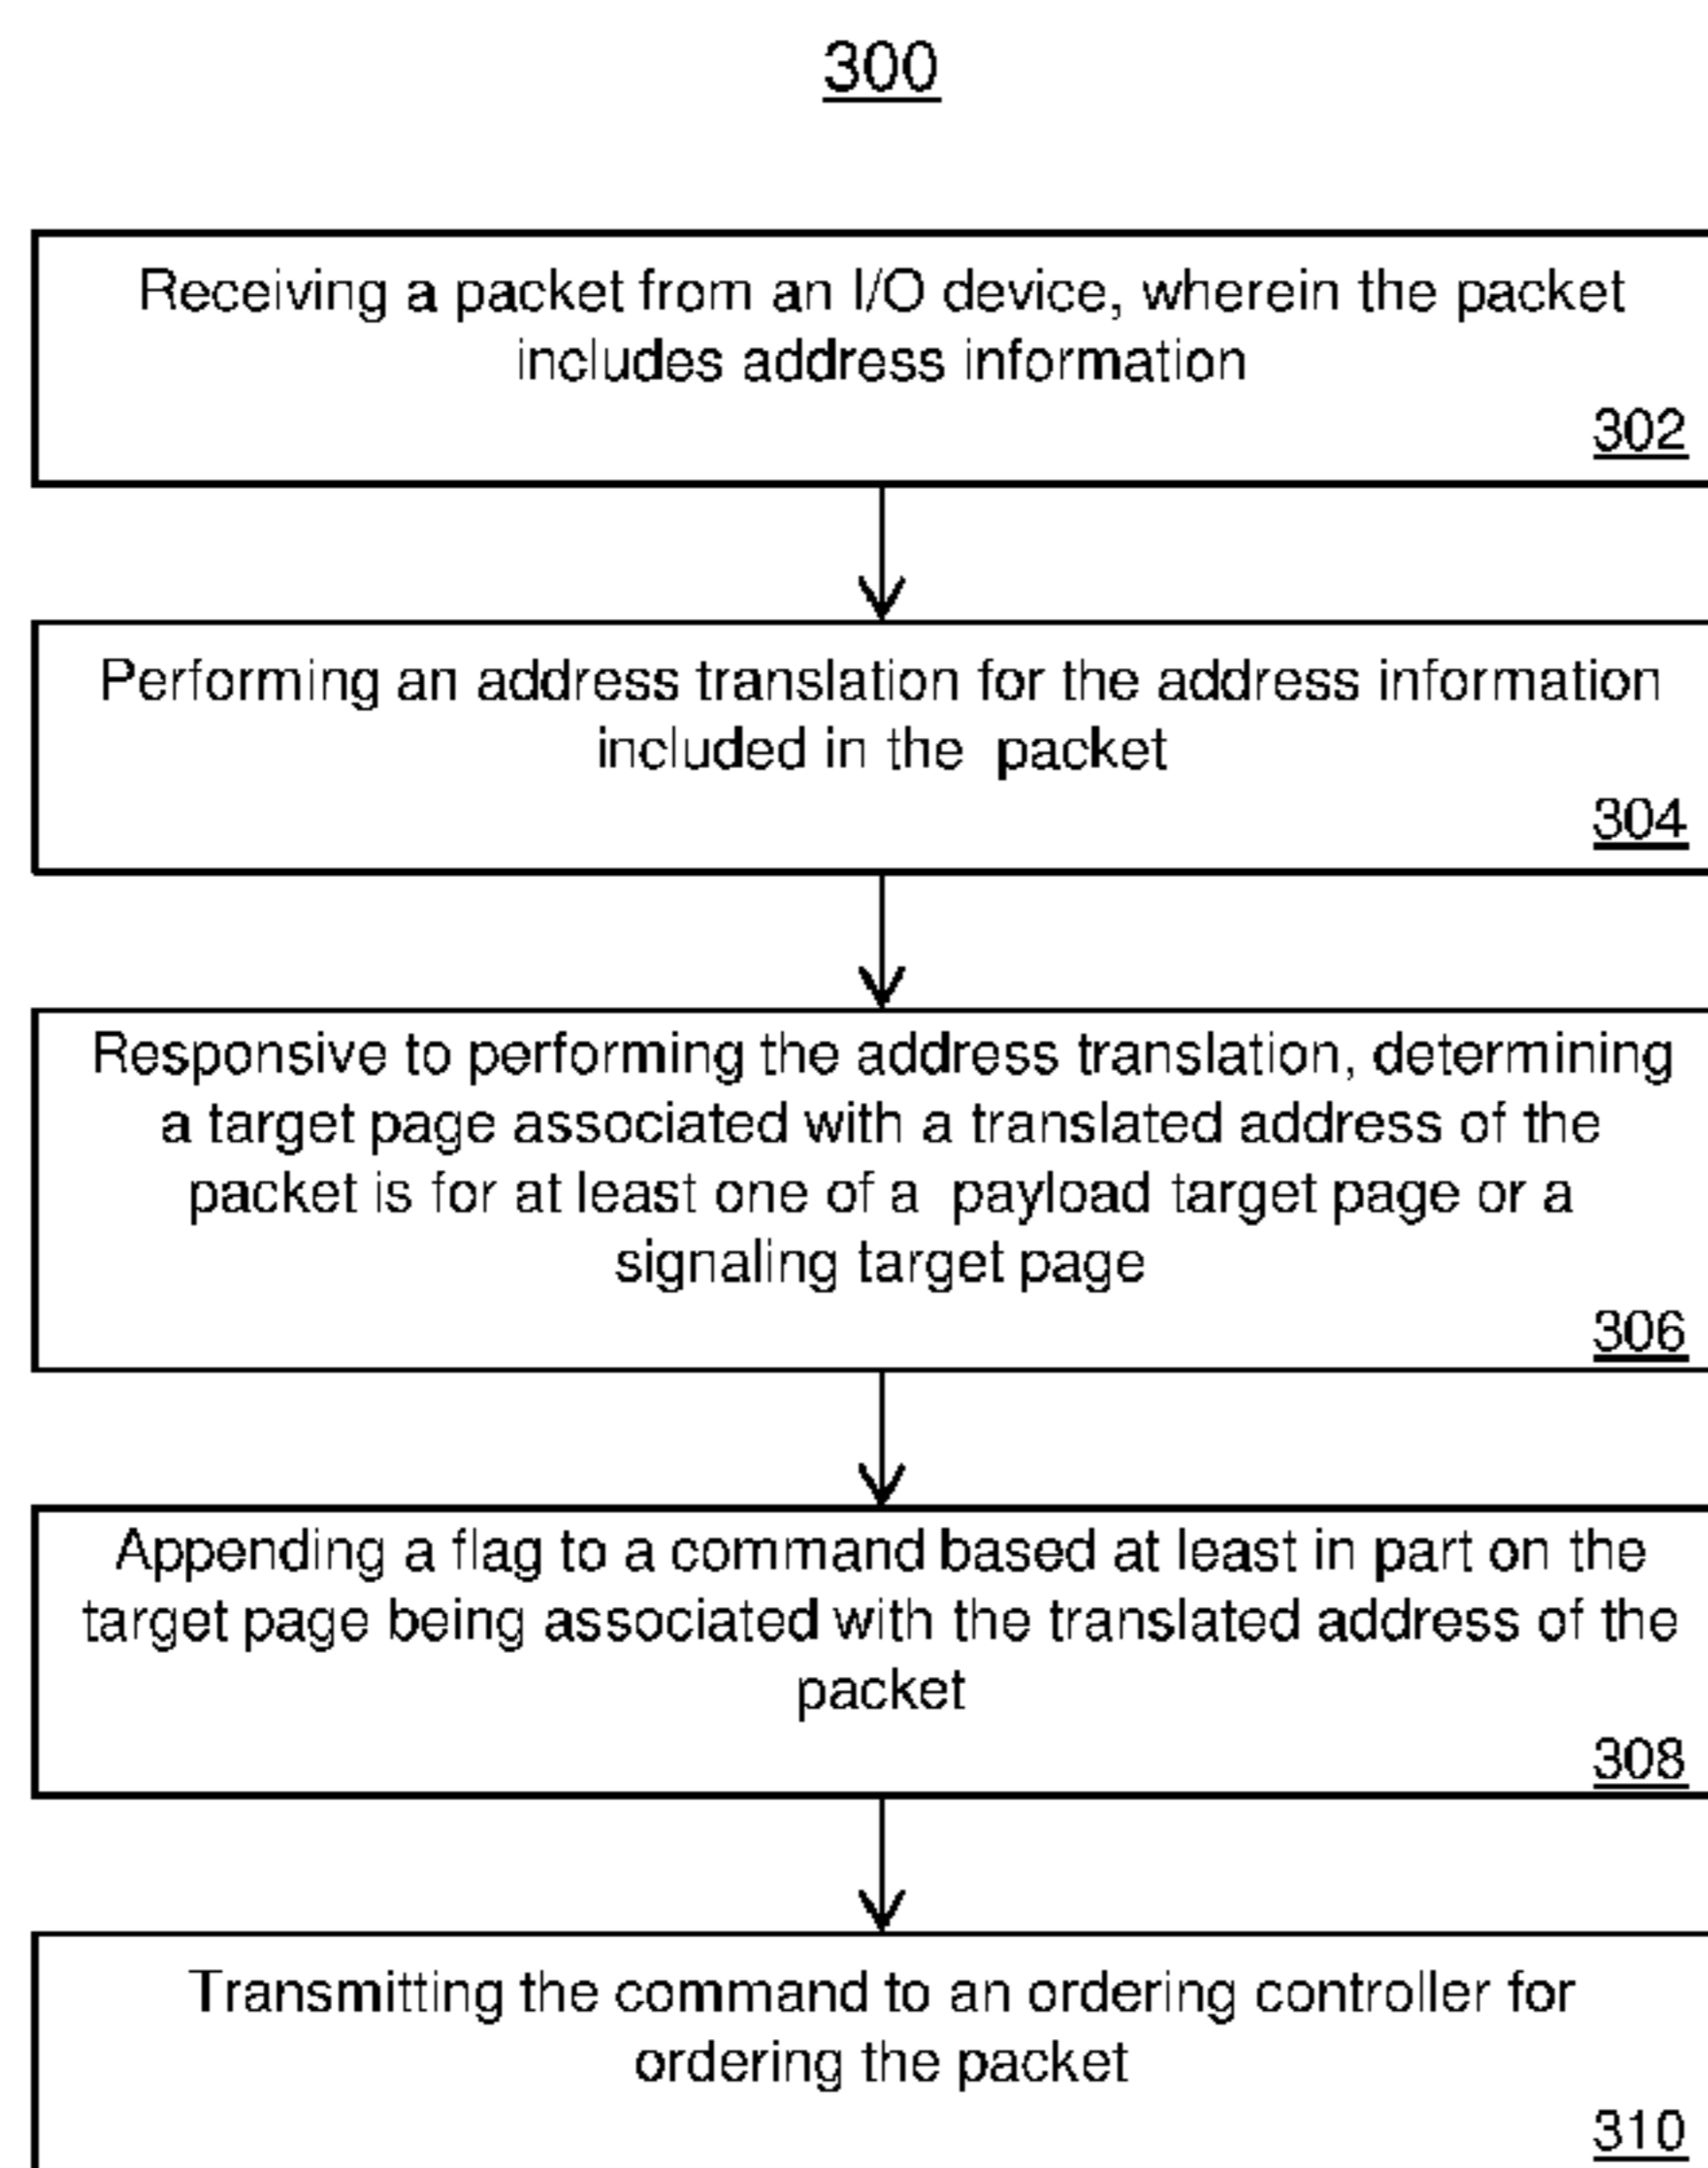 300
Receiving a packet from an I/O device, wherein the packet
includes address information
302
Performing an address translation for the address information
included in the packet
304
Responsive to performing the address translation, determining
a target page associated with a translated address of the
packet is for at least one of a payload target page or a
signaling target page
306
Appending a flag to a command based at least in part on the
target page being associated with the translated address of the
packet
308
Transmitting the command to an ordering controller for
ordering the packet
310